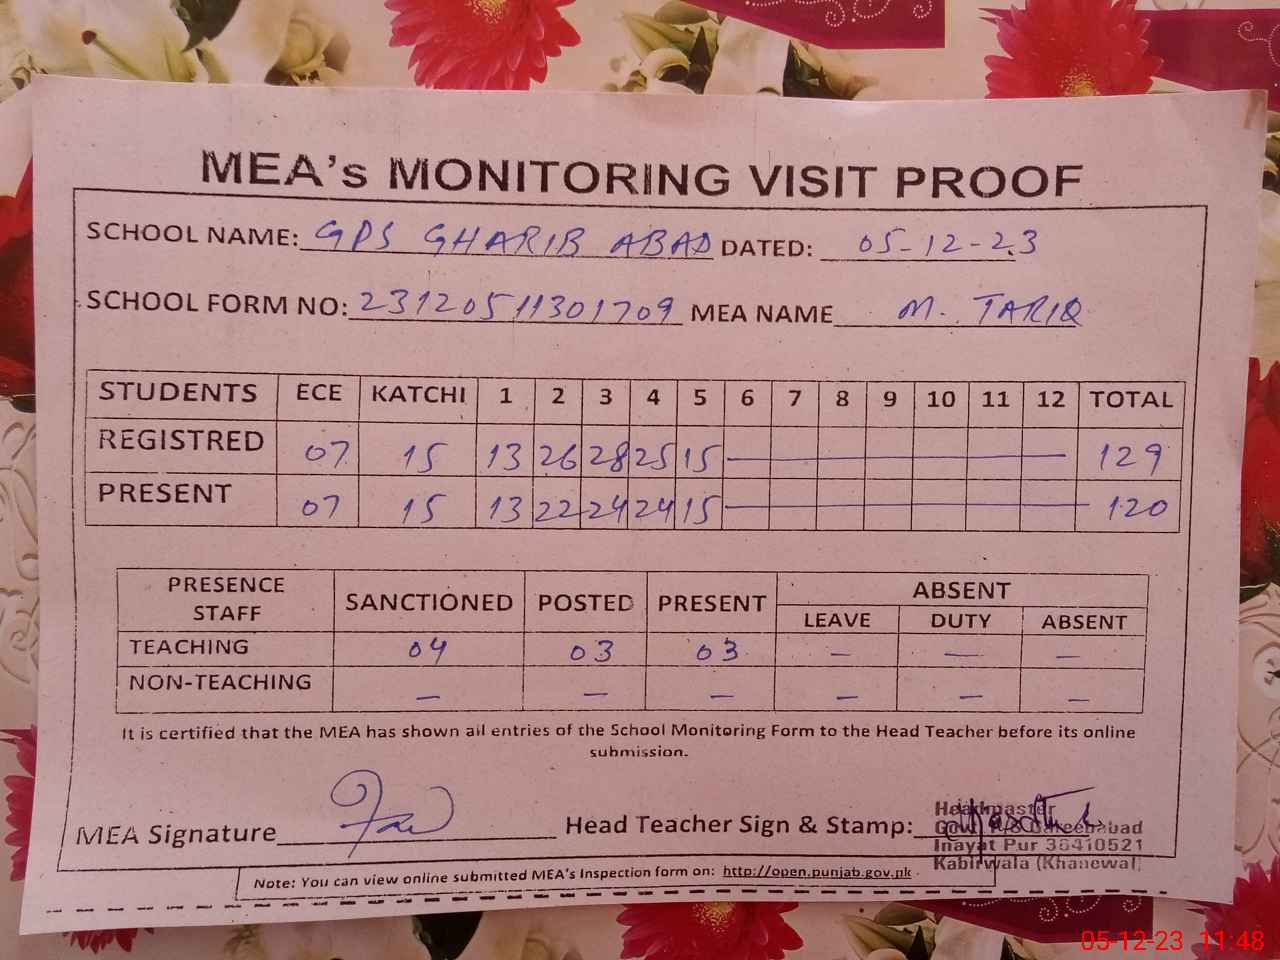 MEA's MONITORING VISIT PROOF
SCHOOL NAME: GPS GHARIB ABAD DATED: 05-12-23
SCHOOL FORM NO: 23120511301709 MEA NAME M. TARIQ
STUDENTS ECE KATCHI 1 2 3 4 5 6 7 8 9 10 11 12 TOTAL
REGISTRED 07 15 13 26 28 25 15 129
PRESENT 07 15 13 22 24 24 15 120
PRESENCE STAFF SANCTIONED POSTED PRESENT ABSENT
LEAVE DUTY ABSENT
TEACHING 04 03 03 - - -
NON-TEACHING - - - - - -
It is certified that the MEA has shown all entries of the School Monitoring Form to the Head Teacher before its online
submission.
MEA Signature Head Teacher Sign & Stamp:
Headmaster
Govt. P/S Gareebabad
Inayat Pur 36410521
Kabirwala (Khanewal)
Note: You can view online submitted MEA's Inspection form on: http://open.punjab.gov.pk
05-12-23 11:48